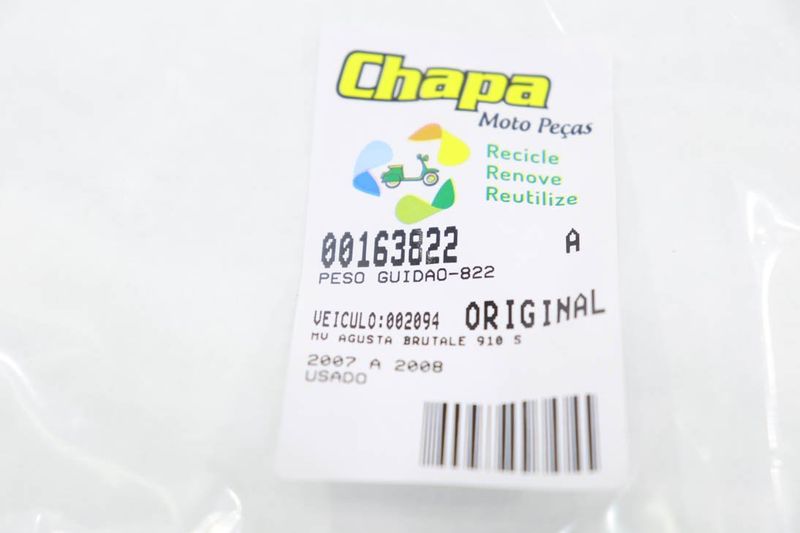 Chapa
Moto Peças
Recicle
Renove
Reutilize
00163822 A
PESO GUIDAO-822
VEICULO:002094 ORIGINAL
MV AGUSTA BRUTALE 910 S
2007 A 2008
USADO